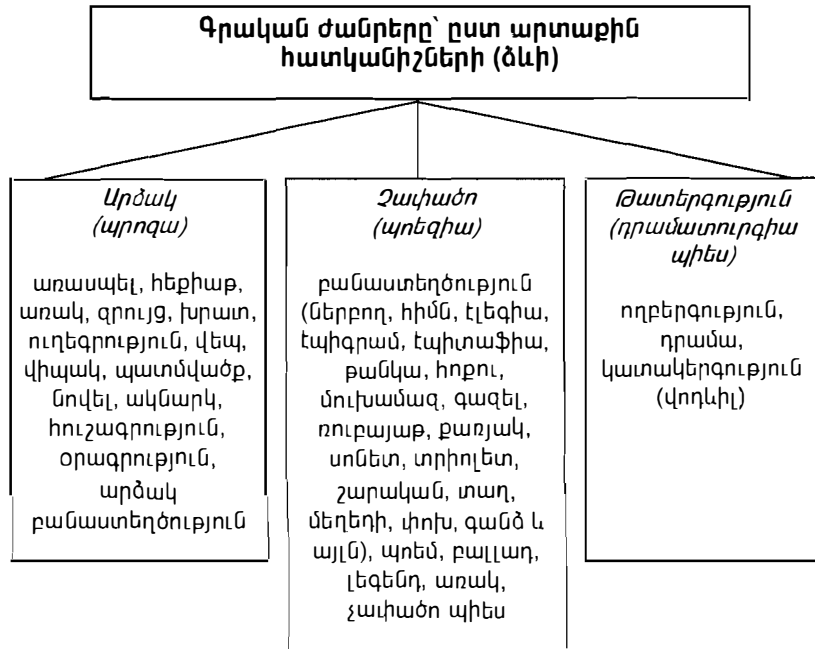 Գրական ժանրերը՝ ըստ արտաքին
հատկանիշների (ձևի)
Արձակ
(պրոզա)
առասպել, հեքիաթ,
առակ, զրույց, խրատ,
ուղեգրություն, վեպ,
վիպակ, պատմվածք,
նովել, ակնարկ,
հուշագրություն,
օրագրություն,
արձակ
բանաստեղծություն
Չափածո
(պոեզիա)
բանաստեղծություն
(ներբող, հիմն, էլեգիա,
էպիգրամ, էպիտաֆիա,
թանկա, հոքու,
մուխամազ, գազել,
ռուբայաթ, քառյակ,
սոնետ, տրիոլետ,
շարական, տաղ,
մեղեդի, փոխ, գանձ և
այլն), պոեմ, բալլադ,
լեգենդ, առակ,
չափածո պիես
Թատերգություն
(դրամատուրգիա
պիես)
ողբերգություն,
դրամա,
կատակերգություն
(վոդևիլ)